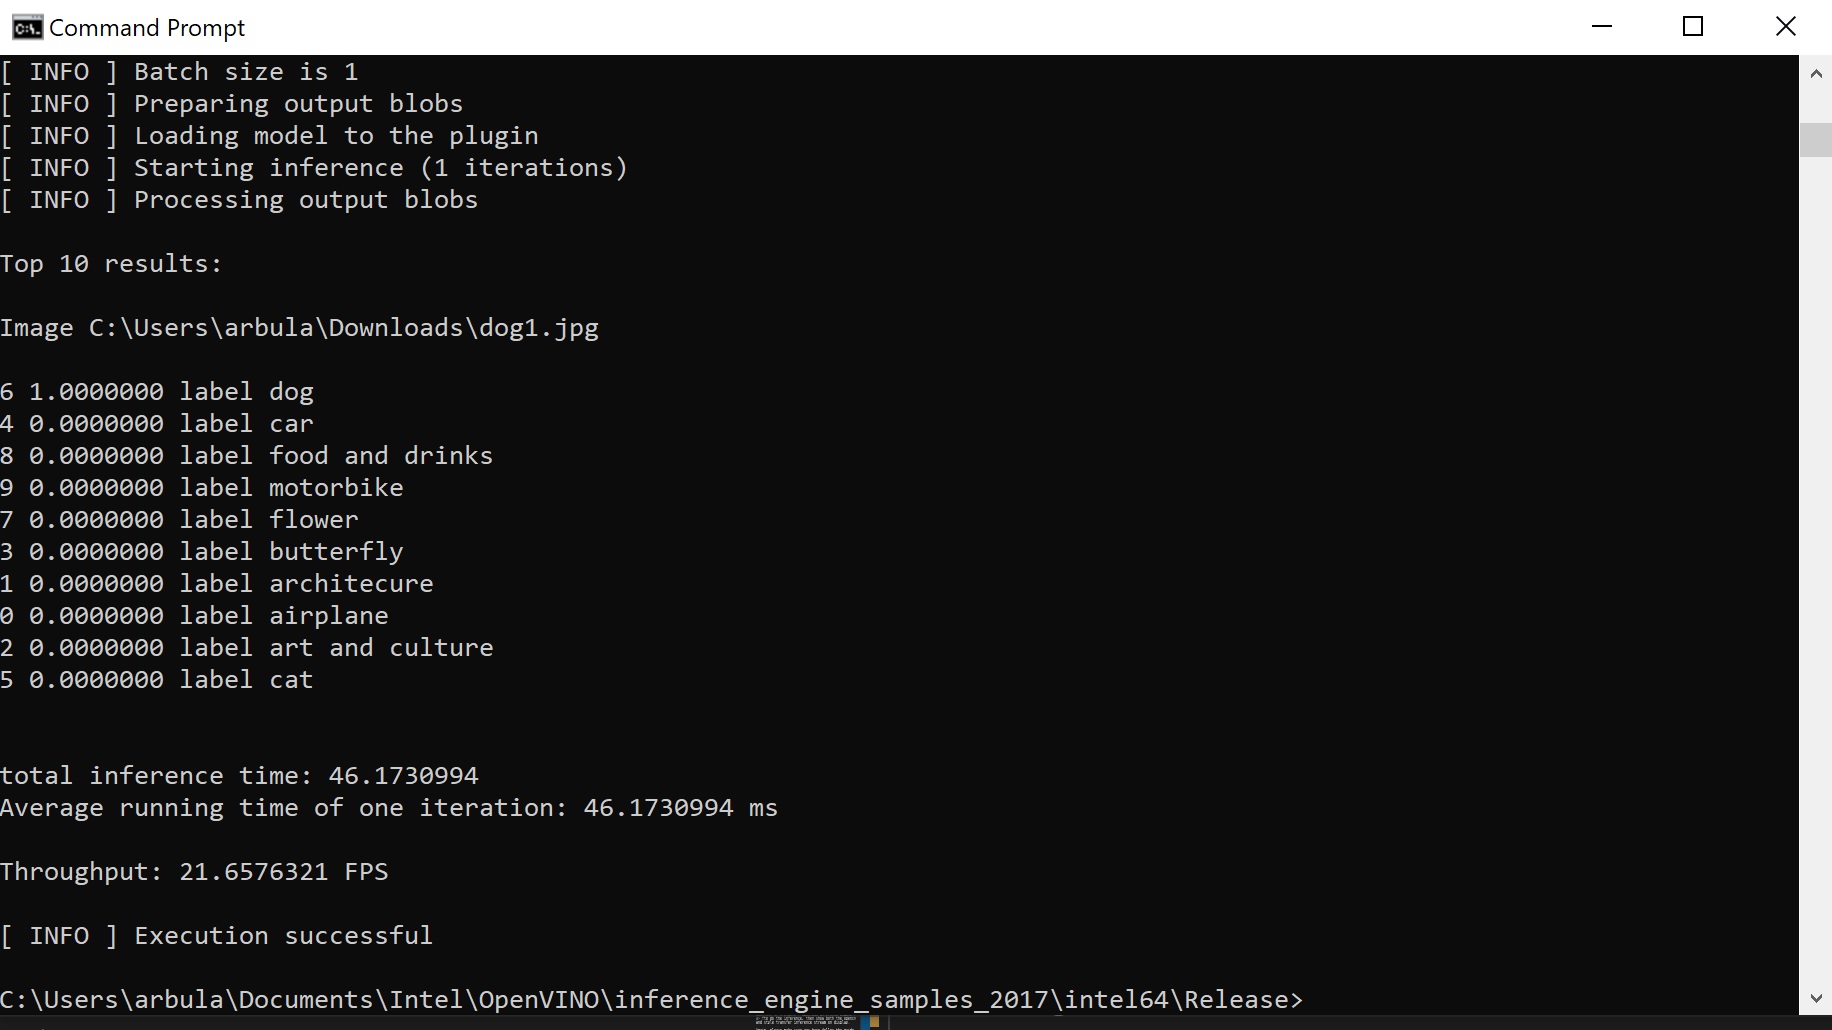 Command Prompt
[ INFO ] Batch size is 1
[ INFO ] Preparing output blobs
[ INFO ] Loading model to the plugin
[ INFO ] Starting inference (1 iterations)
[ INFO ] Processing output blobs
Top 10 results:
Image C:\Users\arbula\Downloads\dog1.jpg
6 1.0000000 label dog
4 0.0000000 label car
8 0.0000000 label food and drinks
9 0.0000000 label motorbike
7 0.0000000 label flower
3 0.0000000 label butterfly
1 0.0000000 label architecure
0 0.0000000 label airplane
2 0.0000000 label art and culture
5 0.0000000 label cat
total inference time: 46.1730994
Average running time of one iteration: 46.1730994 ms
Throughput: 21.6576321 FPS
[ INFO ] Execution successful
C:\Users\arbula\Documents\Intel\OpenVINO\inference_engine_samples_2017\intel64\Release>